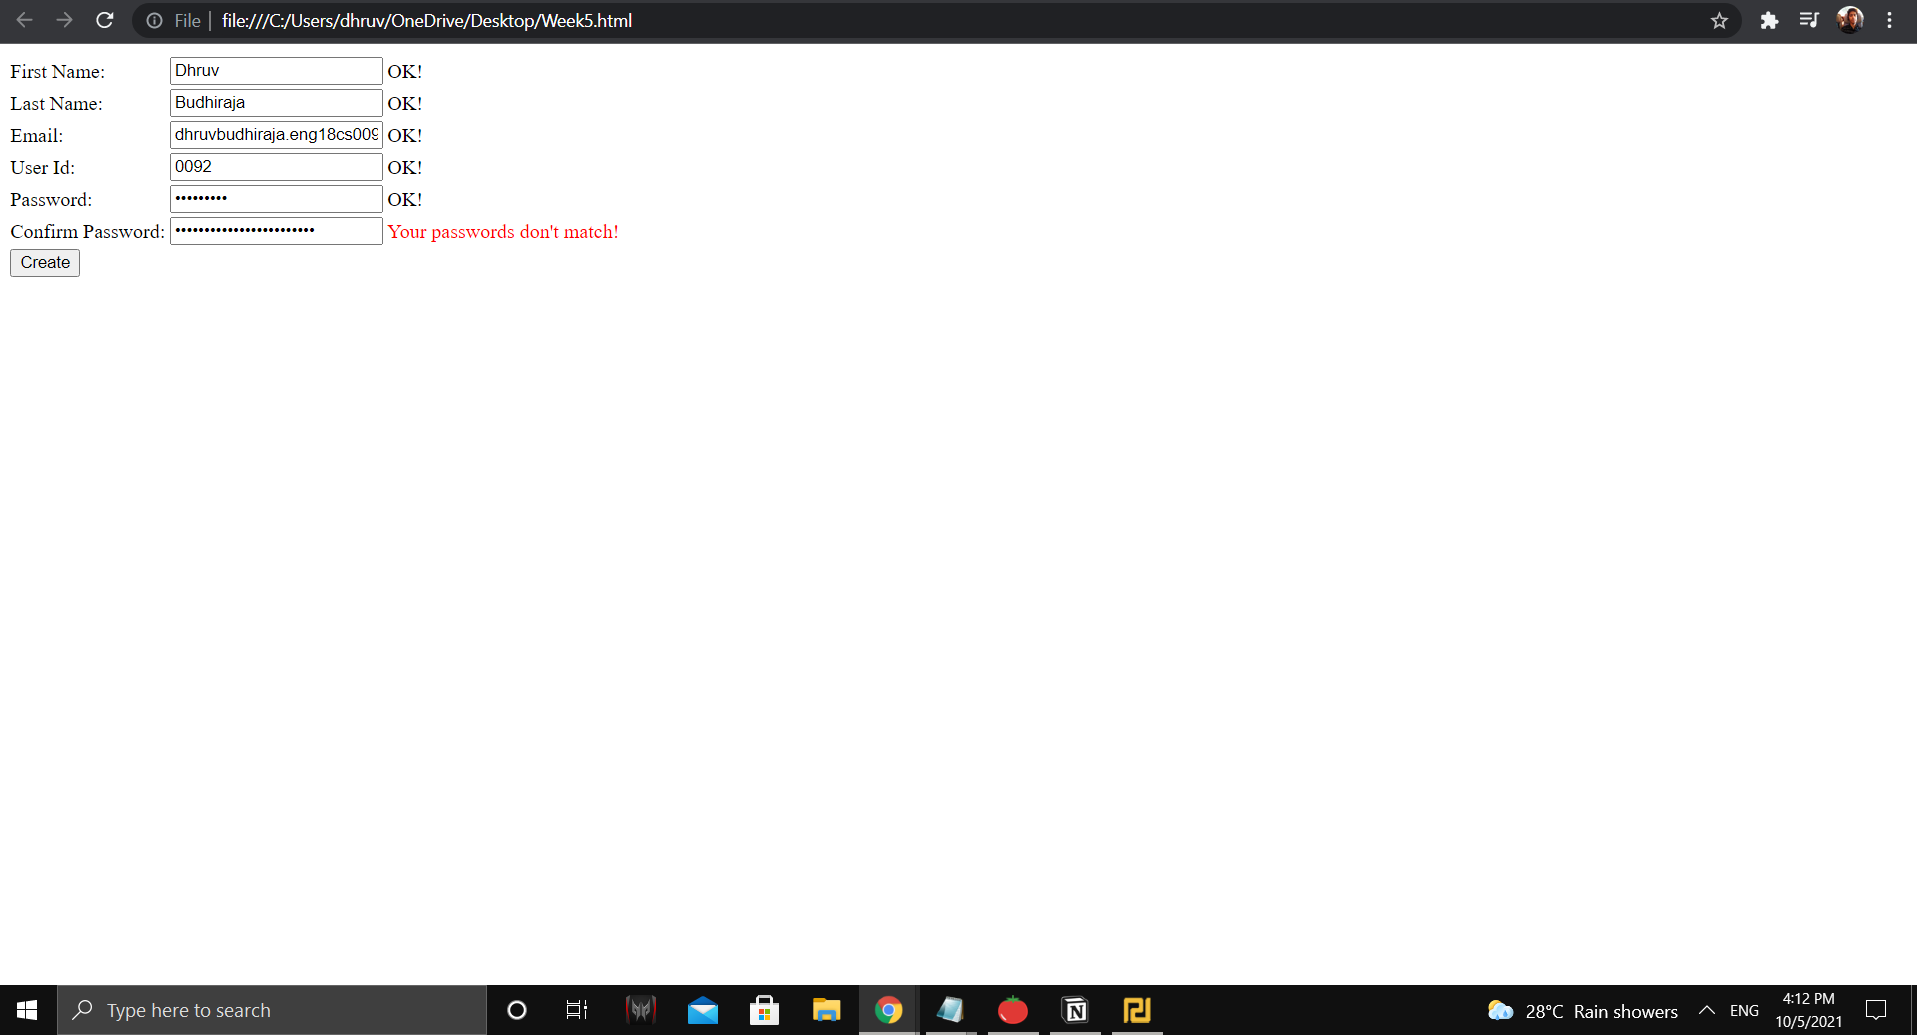 File | file:///C:/Users/dhruv/OneDrive/Desktop/Week5.html
First Name: Dhruv OK!
Last Name: Budhiraja OK!
Email: dhruvbudhiraja.eng18cs009 OK!
User Id: 0092 OK!
Password: ••••••••• OK!
Confirm Password: •••••••••••••••••••••••• Your passwords don't match!
Create
Type here to search
28°C Rain showers
ENG
4:12 PM
10/5/2021